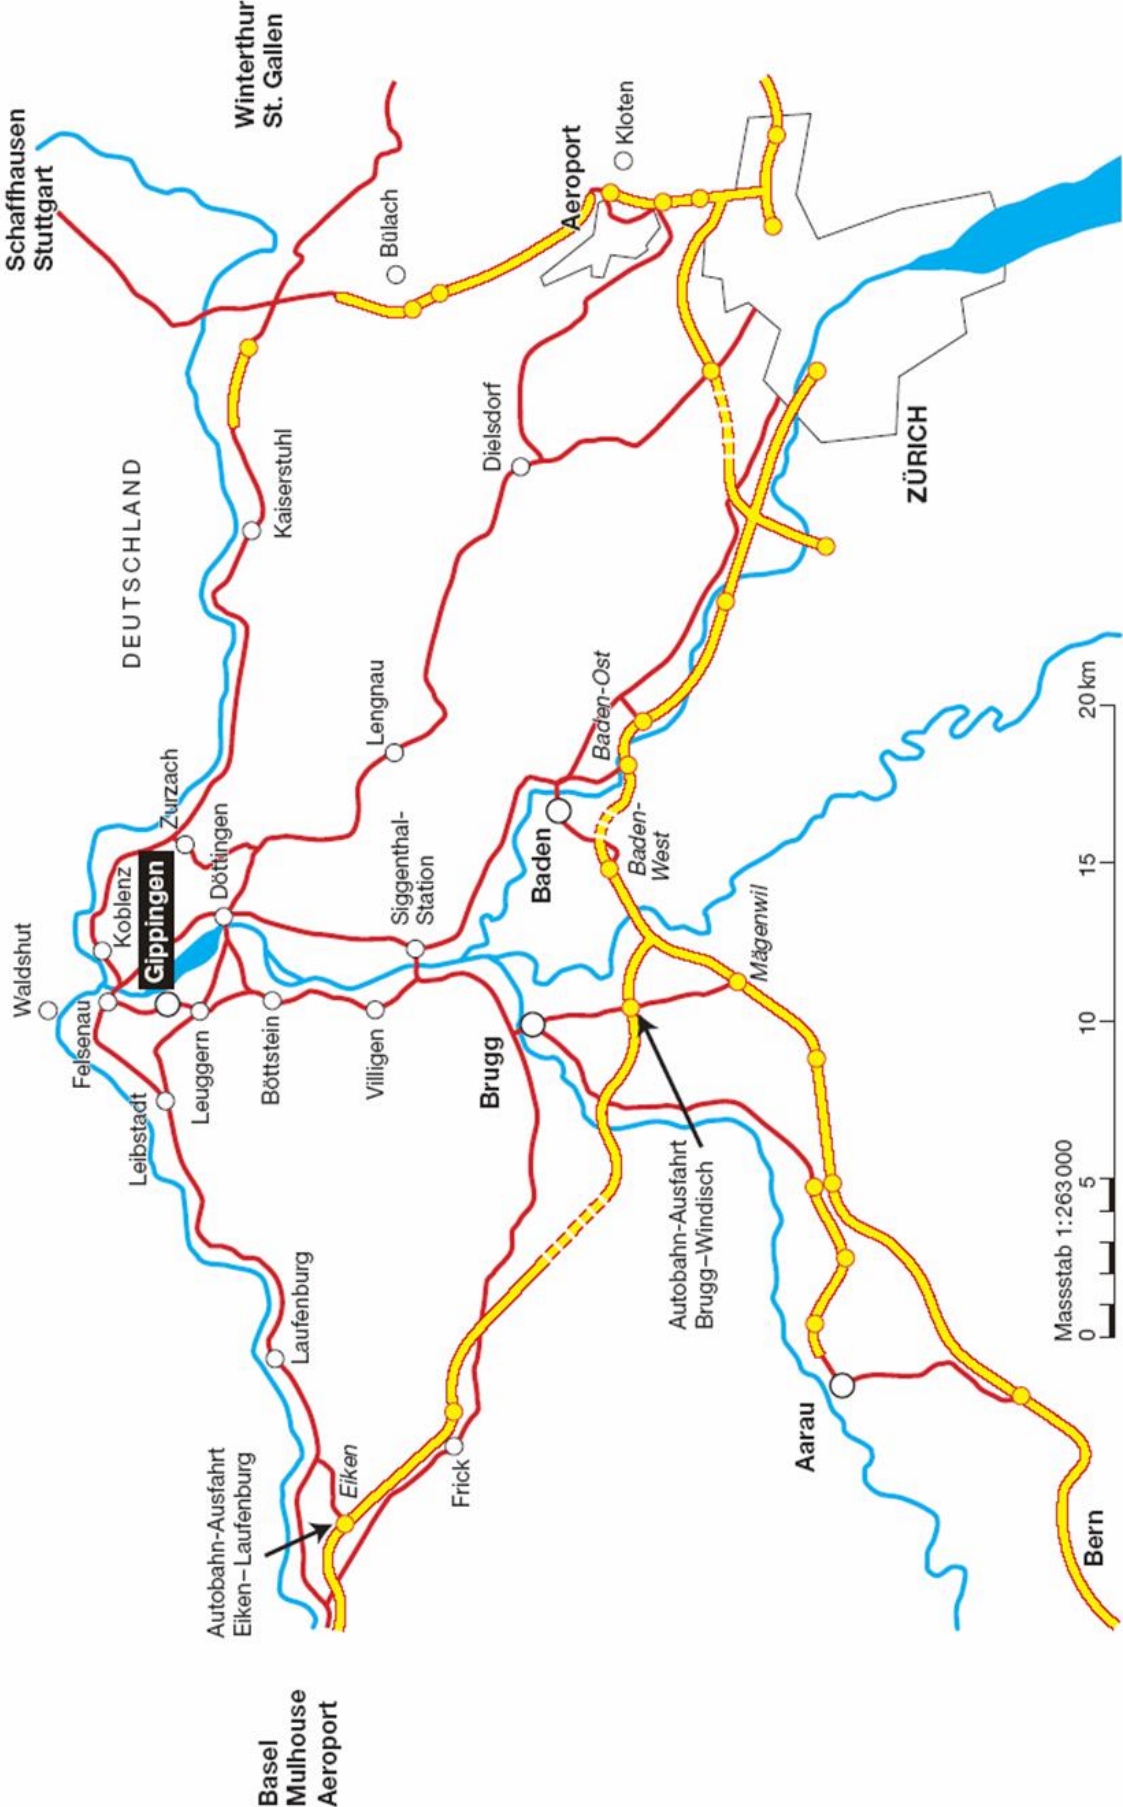 Schaffhausen
Stuttgart
Winterthur
St. Gallen
Waldshut
DEUTSCHLAND
Koblenz
Zurzach
Kaiserstuhl
Bülach
Felsenau
Gippingen
Döttingen
Leibstadt
Leuggern
Böttstein
Villigen
Siggenthal-
Station
Lengnau
Dielsdorf
Aeroport
Kloten
Laufenburg
Autobahn-Ausfahrt
Eiken–Laufenburg
Eiken
Basel
Mulhouse
Aeroport
Frick
Brugg
Baden
Baden-Ost
Baden-
West
Autobahn-Ausfahrt
Brugg–Windisch
Mägenwil
ZÜRICH
Aarau
Bern
Massstab 1:263000
0 5 10 15 20 km